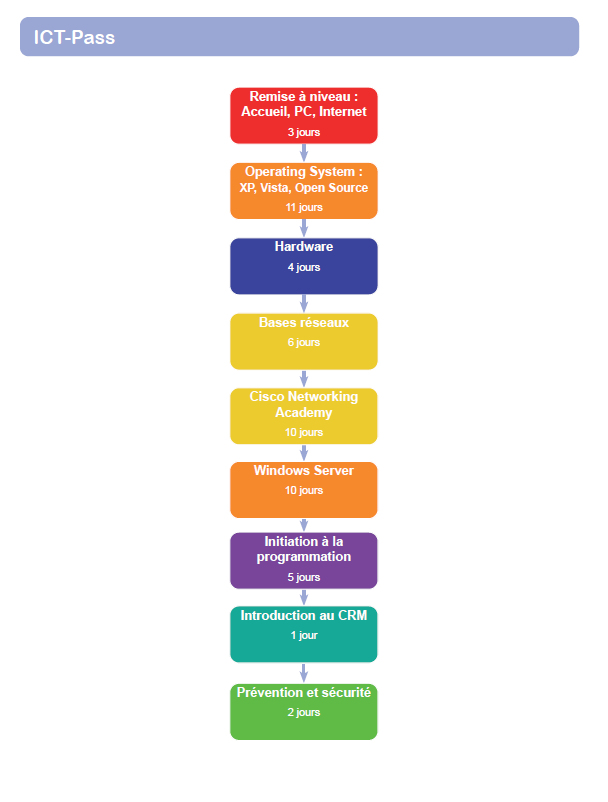 ICT-Pass
Remise à niveau :
Accueil, PC, Internet
3 jours
Operating System :
XP, Vista, Open Source
11 jours
Hardware
4 jours
Bases réseaux
6 jours
Cisco Networking
Academy
10 jours
Windows Server
10 jours
Initiation à la
programmation
5 jours
Introduction au CRM
1 jour
Prévention et sécurité
2 jours